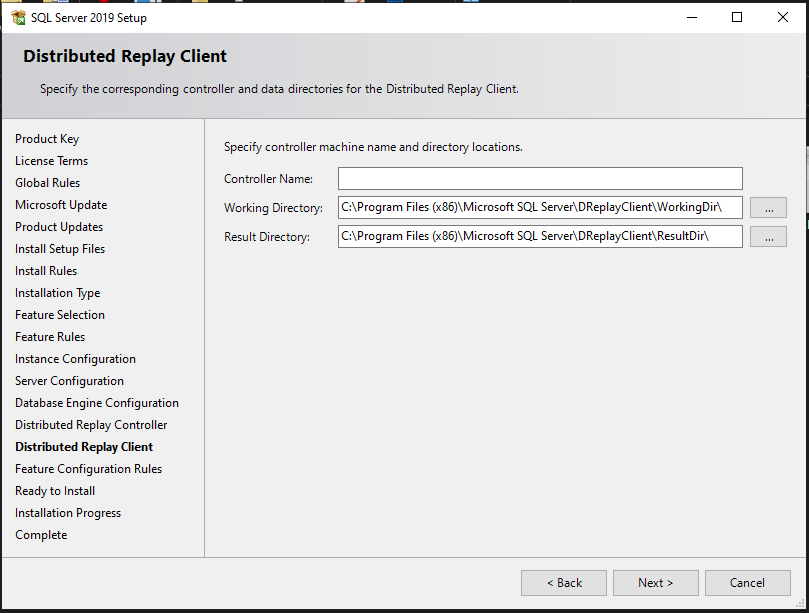 SQL Server 2019 Setup
Distributed Replay Client
Specify the corresponding controller and data directories for the Distributed Replay Client.
Product Key
License Terms
Global Rules
Microsoft Update
Product Updates
Install Setup Files
Install Rules
Installation Type
Feature Selection
Feature Rules
Instance Configuration
Server Configuration
Database Engine Configuration
Distributed Replay Controller
Distributed Replay Client
Feature Configuration Rules
Ready to Install
Installation Progress
Complete
Specify controller machine name and directory locations.
Controller Name:
Working Directory: C:\Program Files (x86)\Microsoft SQL Server\DReplayClient\WorkingDir\ ...
Result Directory: C:\Program Files (x86)\Microsoft SQL Server\DReplayClient\ResultDir\ ...
< Back Next > Cancel